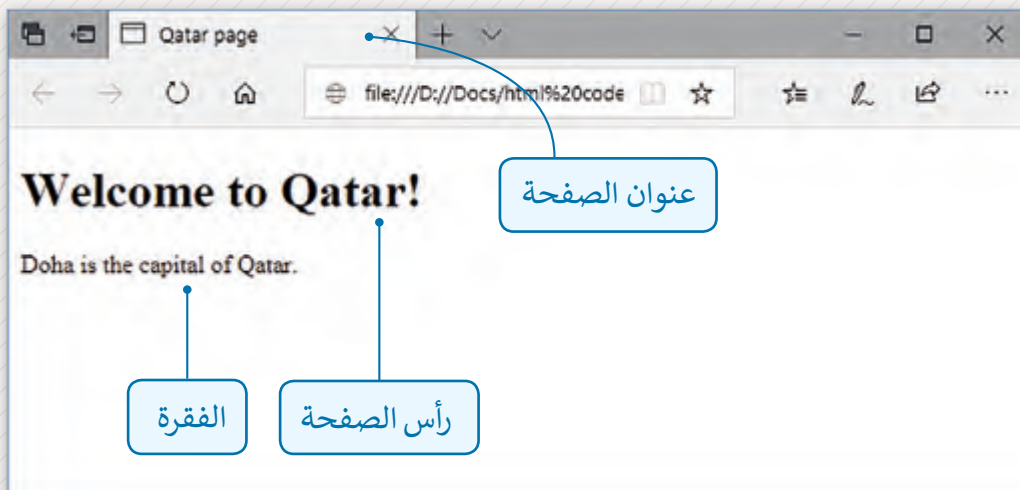 Qatar page
file:///D://Docs/html%20code
Welcome to Qatar!
عنوان الصفحة
Doha is the capital of Qatar.
الفقرة
رأس الصفحة